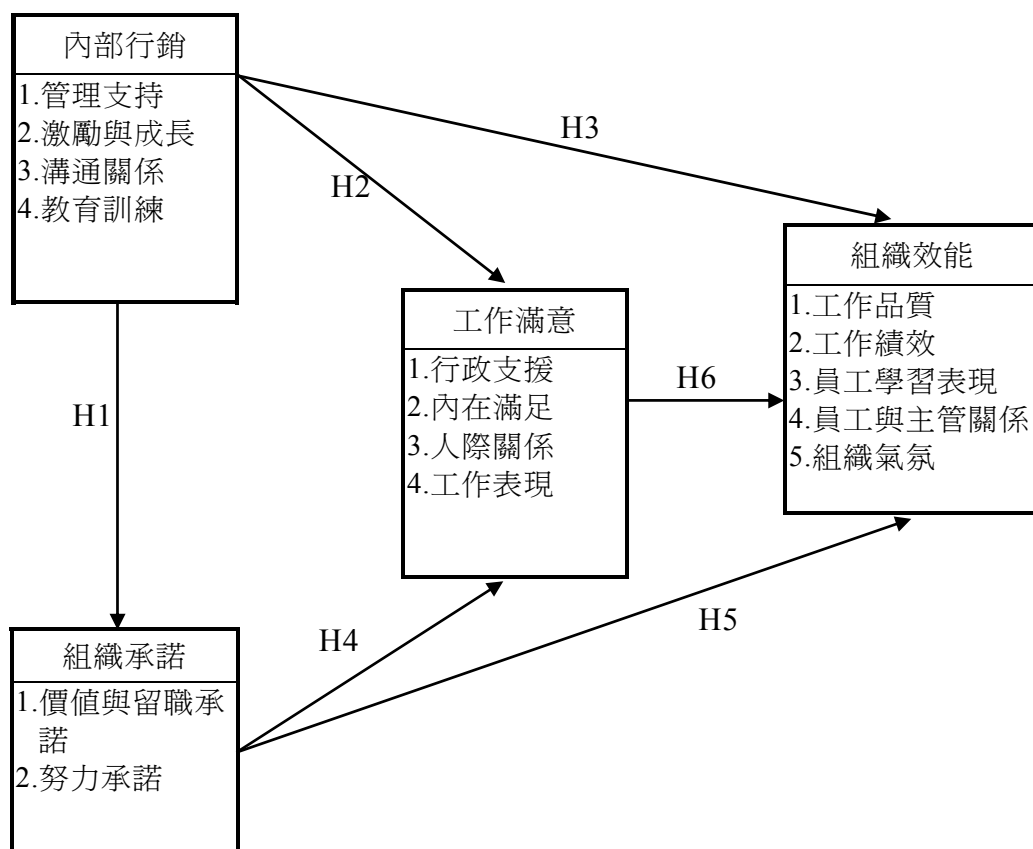 內部行銷
1.管理支持
2.激勵與成長
3.溝通關係
4.教育訓練
H3
H2
組織效能
1.工作品質
2.工作績效
3.員工學習表現
4.員工與主管關係
5.組織氣氛
工作滿意
1.行政支援
2.內在滿足
3.人際關係
4.工作表現
H6
H1
H4
H5
組織承諾
1.價值與留職承
諾
2.努力承諾